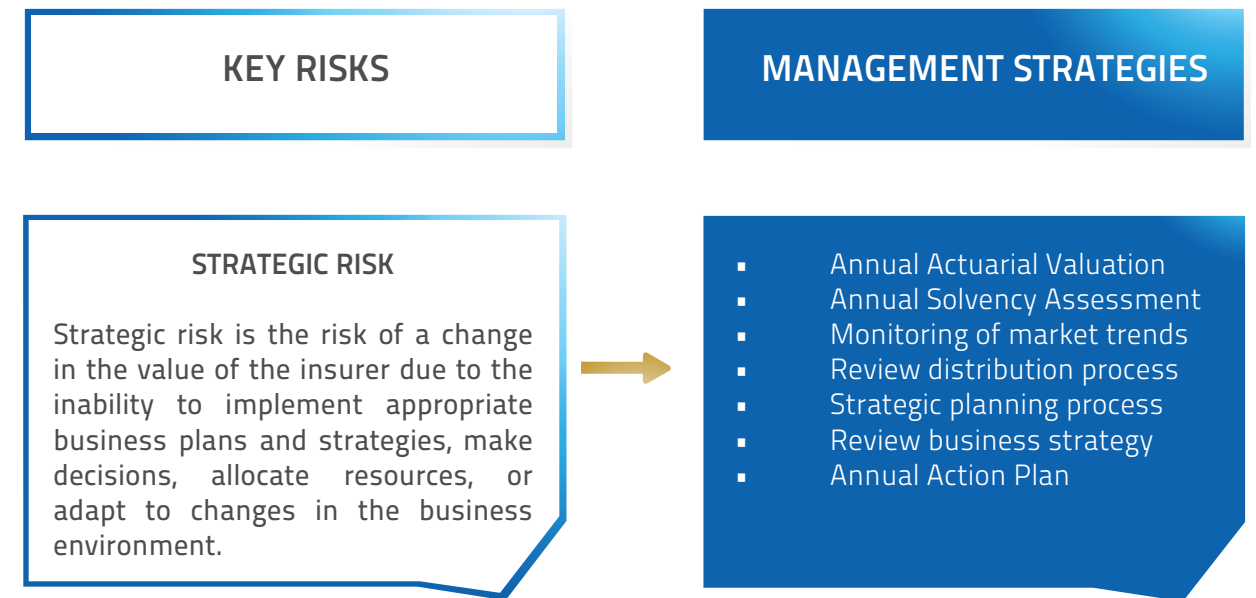 KEY RISKS
MANAGEMENT STRATEGIES
STRATEGIC RISK
Strategic risk is the risk of a change
in the value of the insurer due to the
inability to implement appropriate
business plans and strategies, make
decisions, allocate resources, or
adapt to changes in the business
environment.
▪ Annual Actuarial Valuation
▪ Annual Solvency Assessment
▪ Monitoring of market trends
▪ Review distribution process
▪ Strategic planning process
▪ Review business strategy
▪ Annual Action Plan